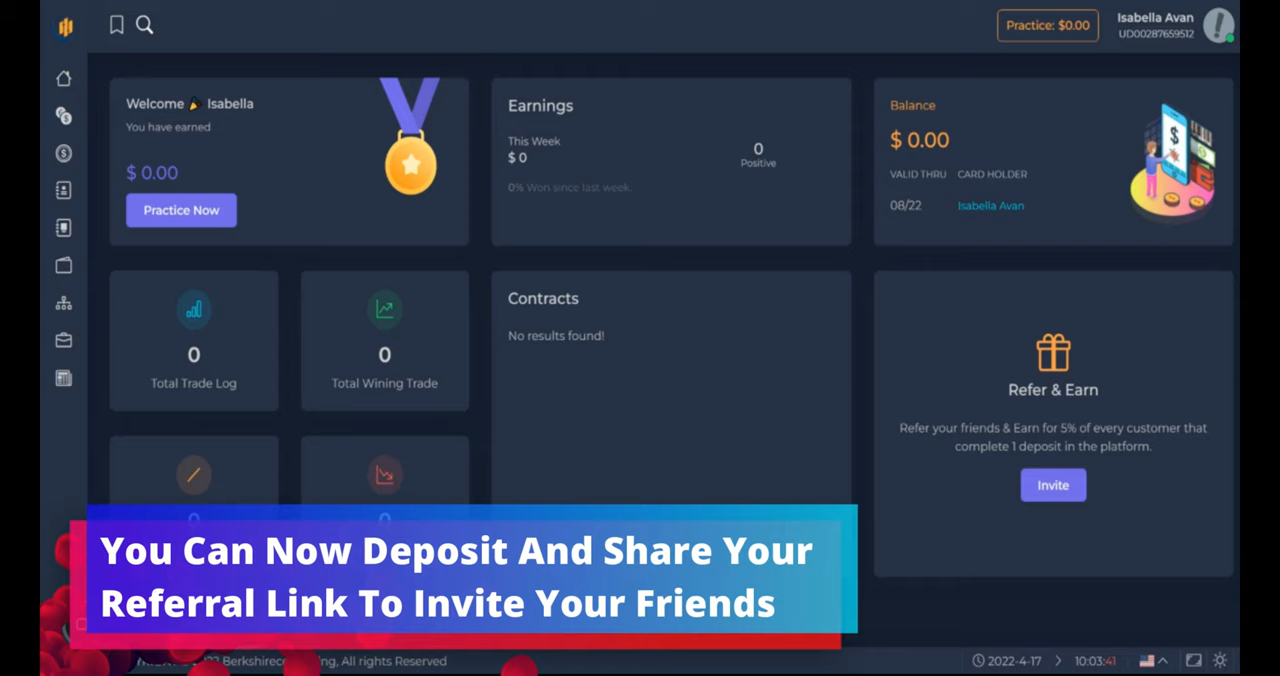 Practice: $0.00
Isabella Avan
UD00287659512
Welcome Isabella
You have earned
$ 0.00
Practice Now
Earnings
This Week
$ 0
0% Won since last week.
0
Positive
Balance
$ 0.00
VALID THRU CARD HOLDER
08/22 Isabella Avan
0
Total Trade Log
0
Total Wining Trade
Contracts
No results found!
Refer & Earn
Refer your friends & Earn for 5% of every customer that
complete 1 deposit in the platform.
Invite
You Can Now Deposit And Share Your
Referral Link To Invite Your Friends
All rights Reserved
2022-4-17
10:03:41